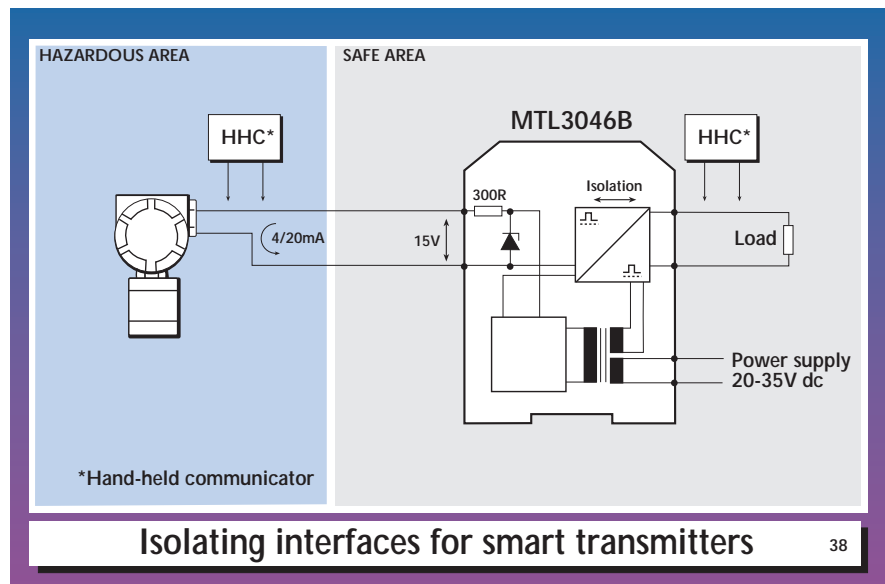 HAZARDOUS AREA
SAFE AREA
MTL3046B
HHC*
HHC*
300R
Isolation
4/20mA
15V
Load
Power supply
20-35V dc
*Hand-held communicator
Isolating interfaces for smart transmitters
38